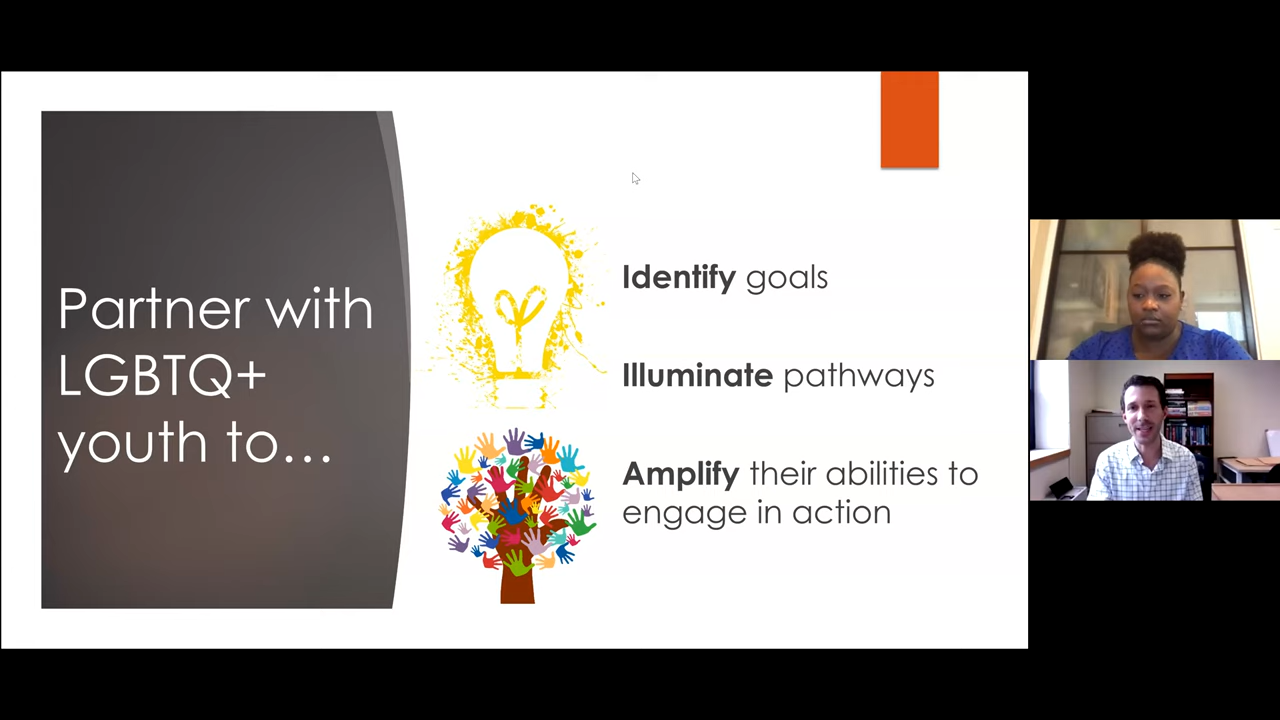 Partner with
LGBTQ+
youth to...
Identify goals
Illuminate pathways
Amplify their abilities to
engage in action